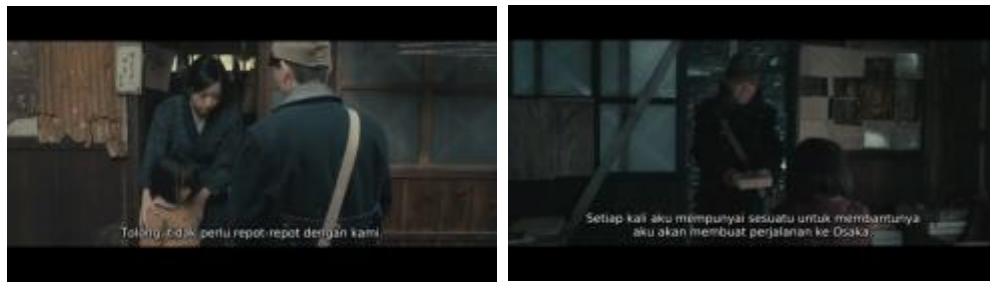 Tolong, tidak perlu repot-repot dengan kami.
Setiap kali aku mempunyai sesuatu untuk membantunya
aku akan membuat perjalanan ke Osaka.